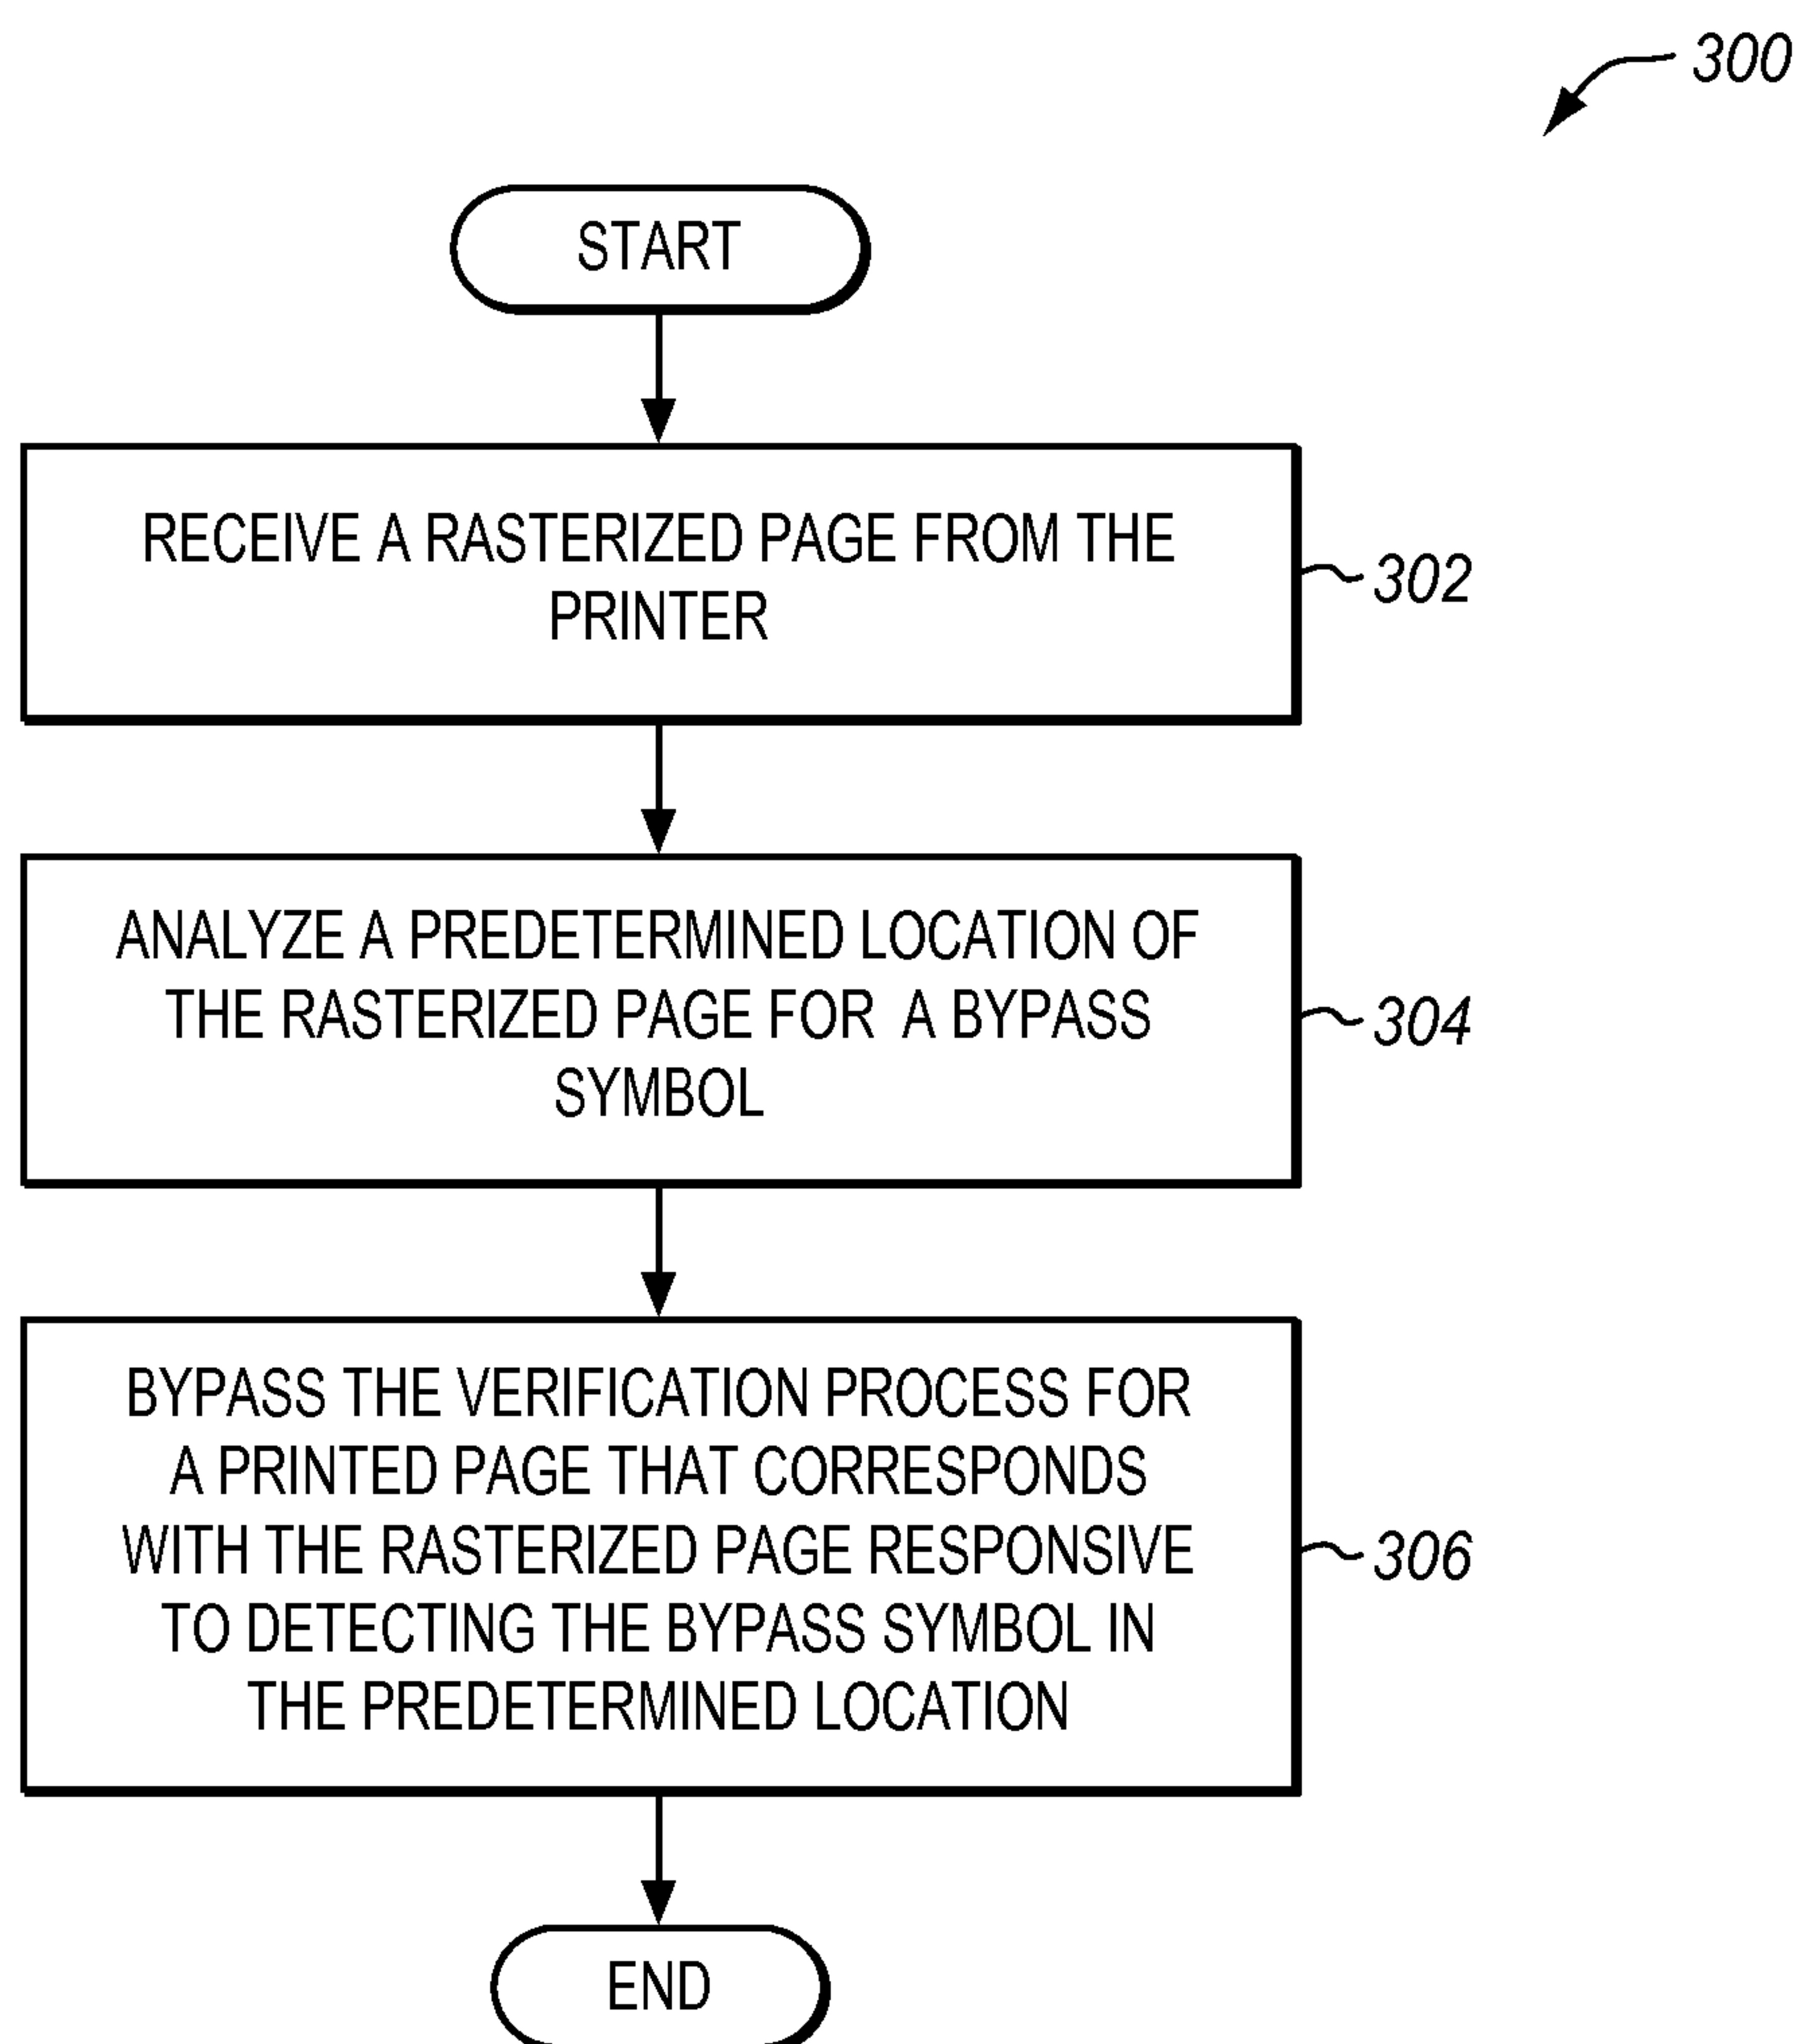 300
START
RECEIVE A RASTERIZED PAGE FROM THE
PRINTER
302
ANALYZE A PREDETERMINED LOCATION OF
THE RASTERIZED PAGE FOR A BYPASS
SYMBOL
304
BYPASS THE VERIFICATION PROCESS FOR
A PRINTED PAGE THAT CORRESPONDS
WITH THE RASTERIZED PAGE RESPONSIVE
TO DETECTING THE BYPASS SYMBOL IN
THE PREDETERMINED LOCATION
306
END